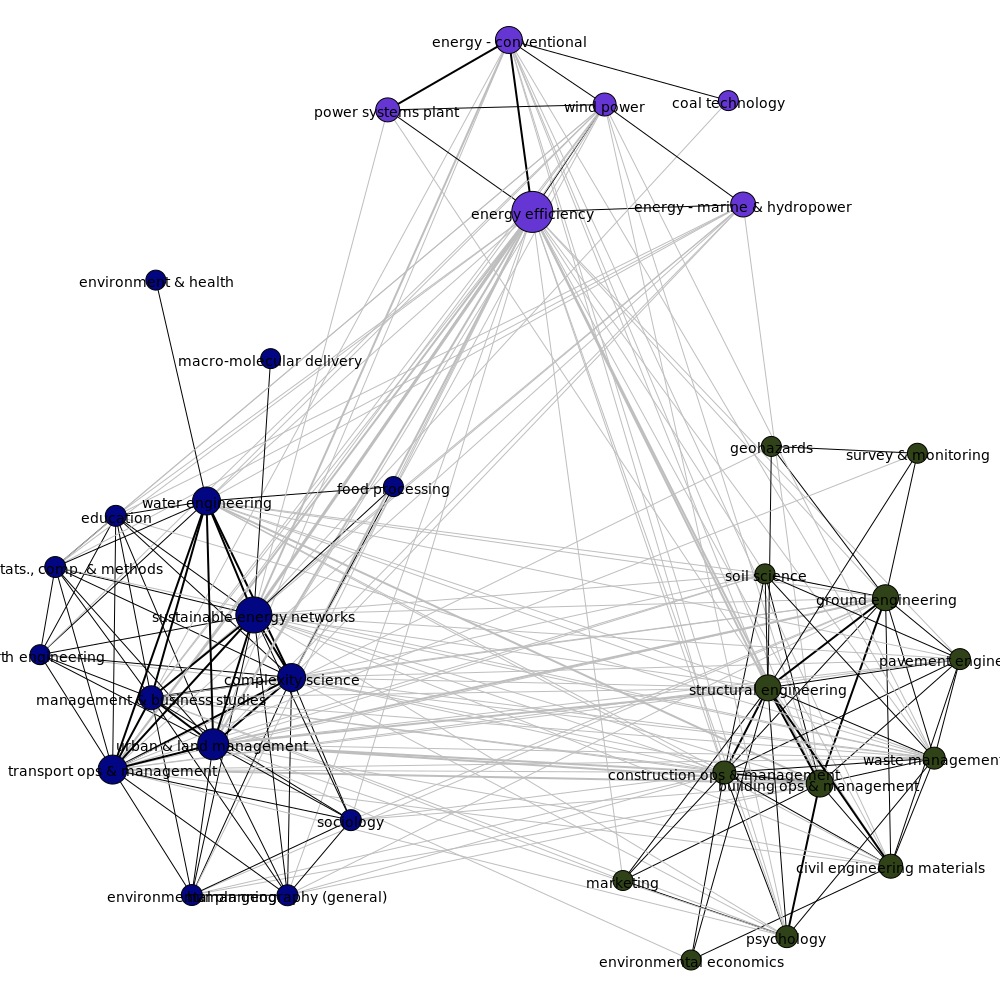 energy - conventional
power systems plant
wind power
coal technology
energy efficiency
energy - marine & hydropower
environment & health
macro-molecular delivery
geohazards
survey & monitoring
food processing
water engineering
education
tats., comp. & methods
soil science
ground engineering
sustainable energy networks
th engineering
pavement engine
complexity science
structural engineering
management & business studies
urban & land management
waste management
transport ops & management
construction ops & management
building ops & management
sociology
civil engineering materials
marketing
environmental planning
human geography (general)
psychology
environmental economics